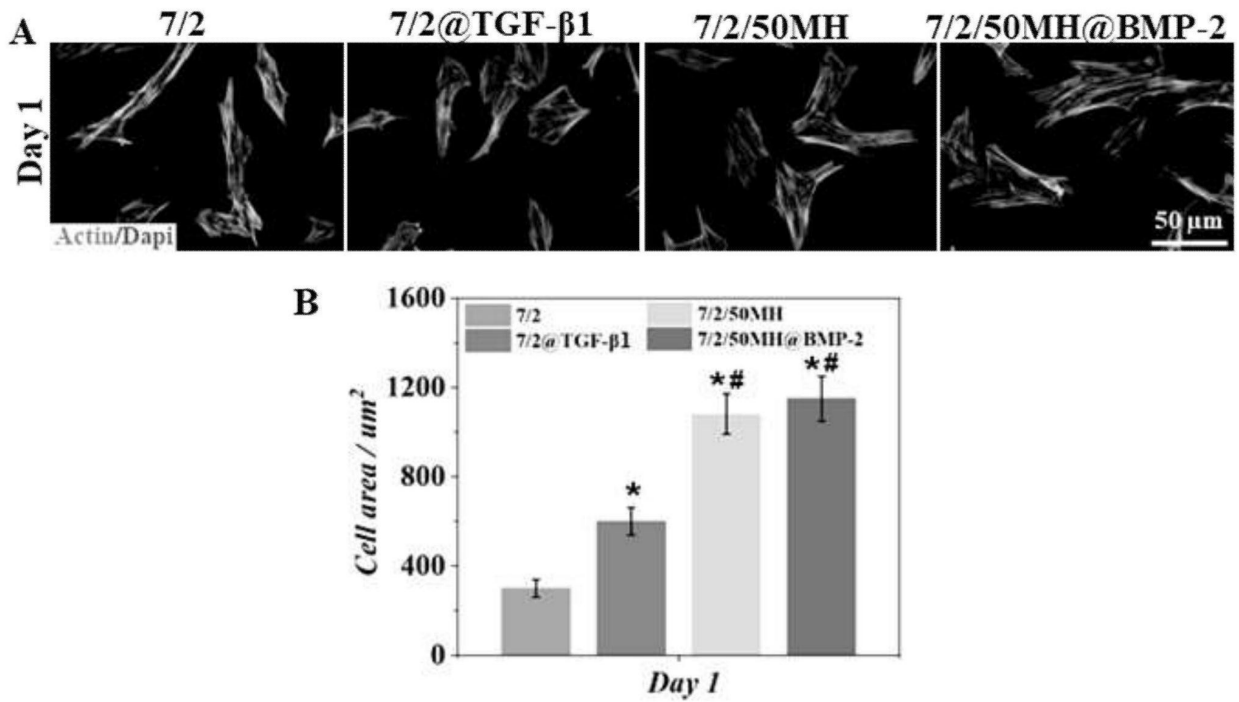 A
7/2
7/2@TGF-β1
7/2/50MH
7/2/50MH@BMP-2
Day 1
Actin/Dapi
50 µm
B
1600
1200
800
400
0
Cell area / um²
7/2
7/2/50MH
7/2@TGF-β1
7/2/50MH@BMP-2
*
*#
*#
Day 1